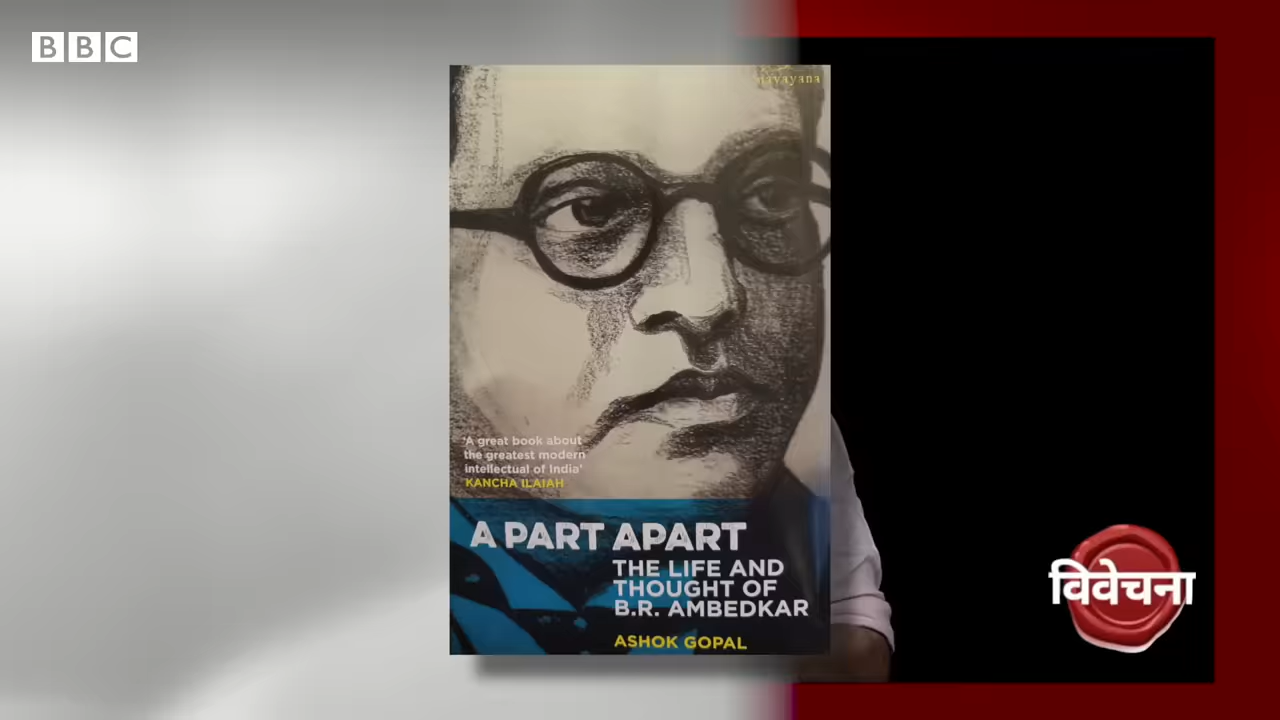 BBC
navayana
'A great book about
the greatest modern
intellectual of India'
KANCHA ILAIAH
A PART APART
THE LIFE AND
THOUGHT OF
B.R. AMBEDKAR
ASHOK GOPAL
विवेचना